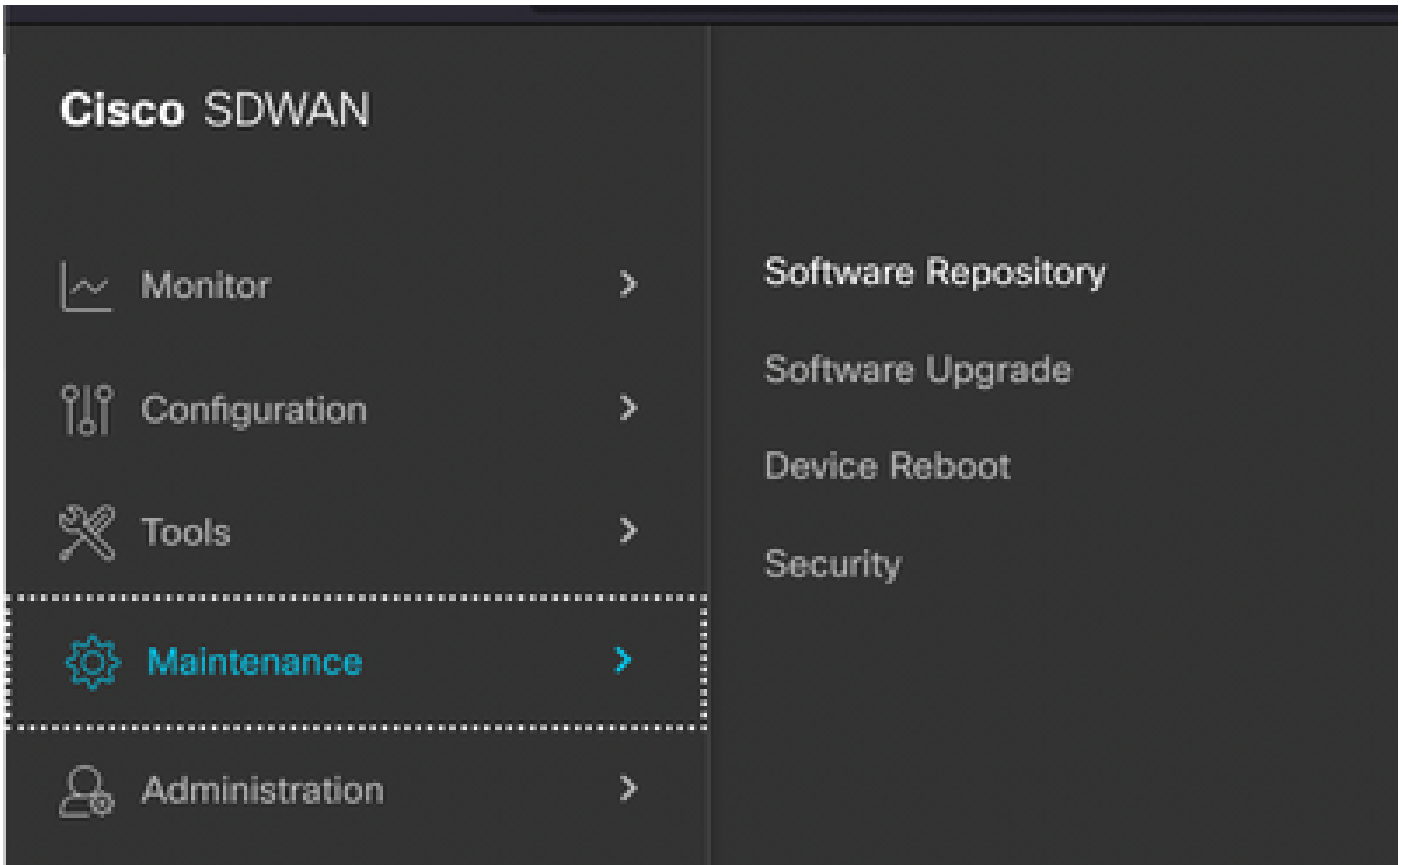 Cisco SDWAN
Monitor
Configuration
Tools
Maintenance
Administration
Software Repository
Software Upgrade
Device Reboot
Security